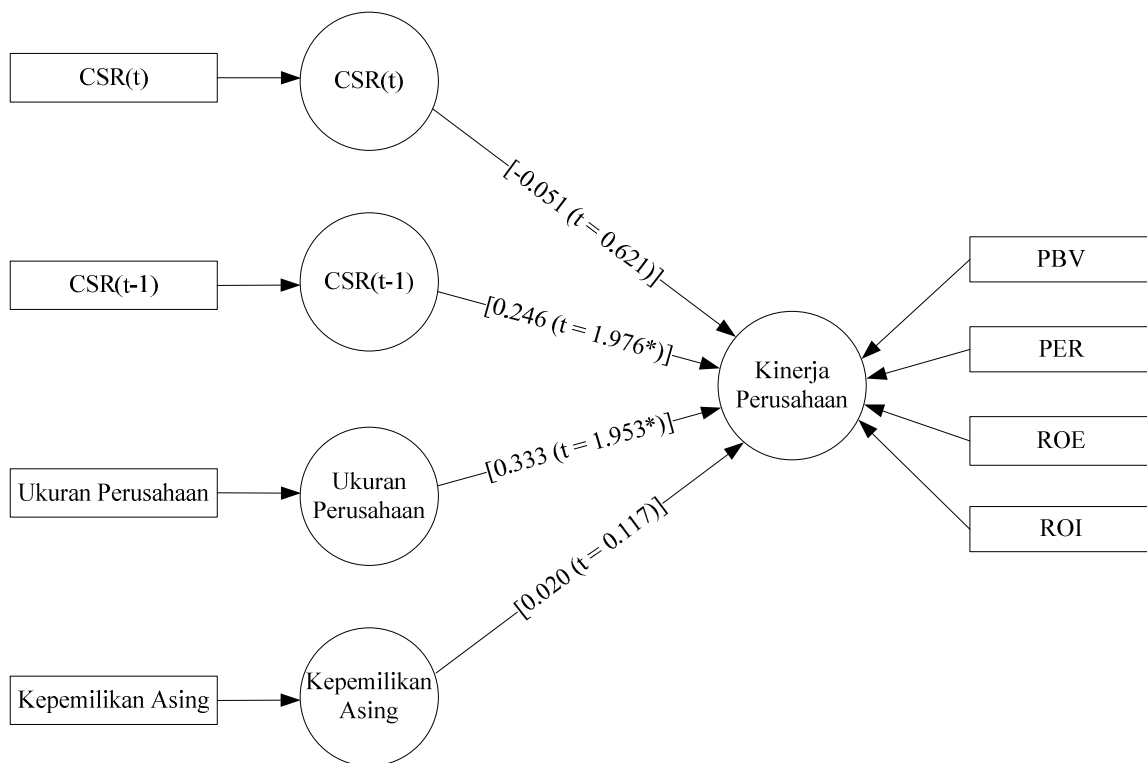 CSR(t)
CSR(t)
[-0.051 (t = 0.621)]
CSR(t-1)
CSR(t-1)
[0.246 (t = 1.976*)]
Ukuran Perusahaan
Ukuran
Perusahaan
[0.333 (t = 1.953*)]
Kepemilikan Asing
Kepemilikan
Asing
[0.020 (t = 0.117)]
Kinerja
Perusahaan
PBV
PER
ROE
ROI